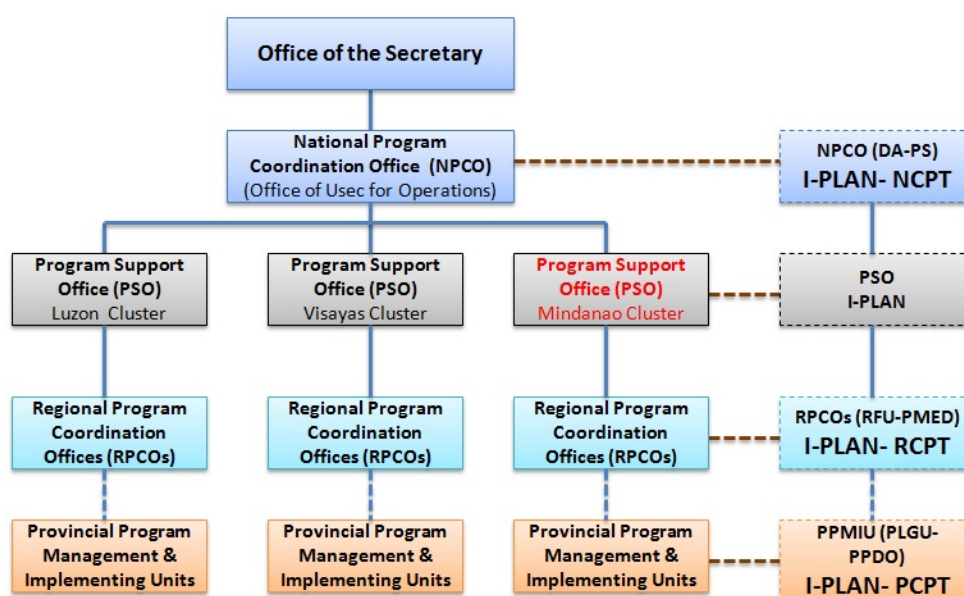 Office of the Secretary
National Program
Coordination Office (NPCO)
(Office of Usec for Operations)
NPCO (DA-PS)
I-PLAN- NCPT
Program Support
Office (PSO)
Luzon Cluster
Program Support
Office (PSO)
Visayas Cluster
Program Support
Office (PSO)
Mindanao Cluster
PSO
I-PLAN
Regional Program
Coordination
Offices (RPCOs)
Regional Program
Coordination
Offices (RPCOs)
Regional Program
Coordination
Offices (RPCOs)
RPCOs (RFU-PMED)
I-PLAN- RCPT
Provincial Program
Management &
Implementing Units
Provincial Program
Management &
Implementing Units
Provincial Program
Management &
Implementing Units
PPMIU (PLGU-
PPDO)
I-PLAN- PCPT